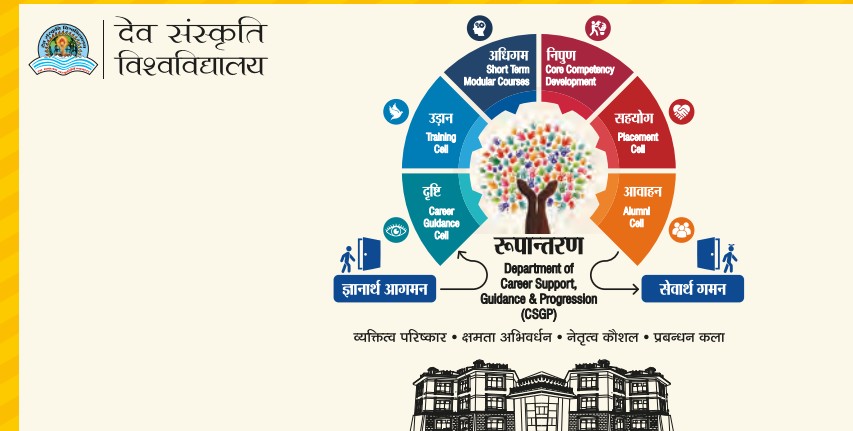 देव संस्कृति
विश्वविद्यालय
अधिगम
Short Term
Modular Courses
निपुण
Core Competency
Development
उड़ान
Training
Cell
सहयोग
Placement
Cell
दृष्टि
Career
Guidance
Cell
आवाहन
Alumni
Cell
रूपान्तरण
Department of
Career Support,
Guidance & Progression
(CSGP)
ज्ञानार्थ आगमन
सेवार्थ गमन
व्यक्तित्व परिष्कार • क्षमता अभिवर्धन • नेतृत्व कौशल • प्रबन्धन कला